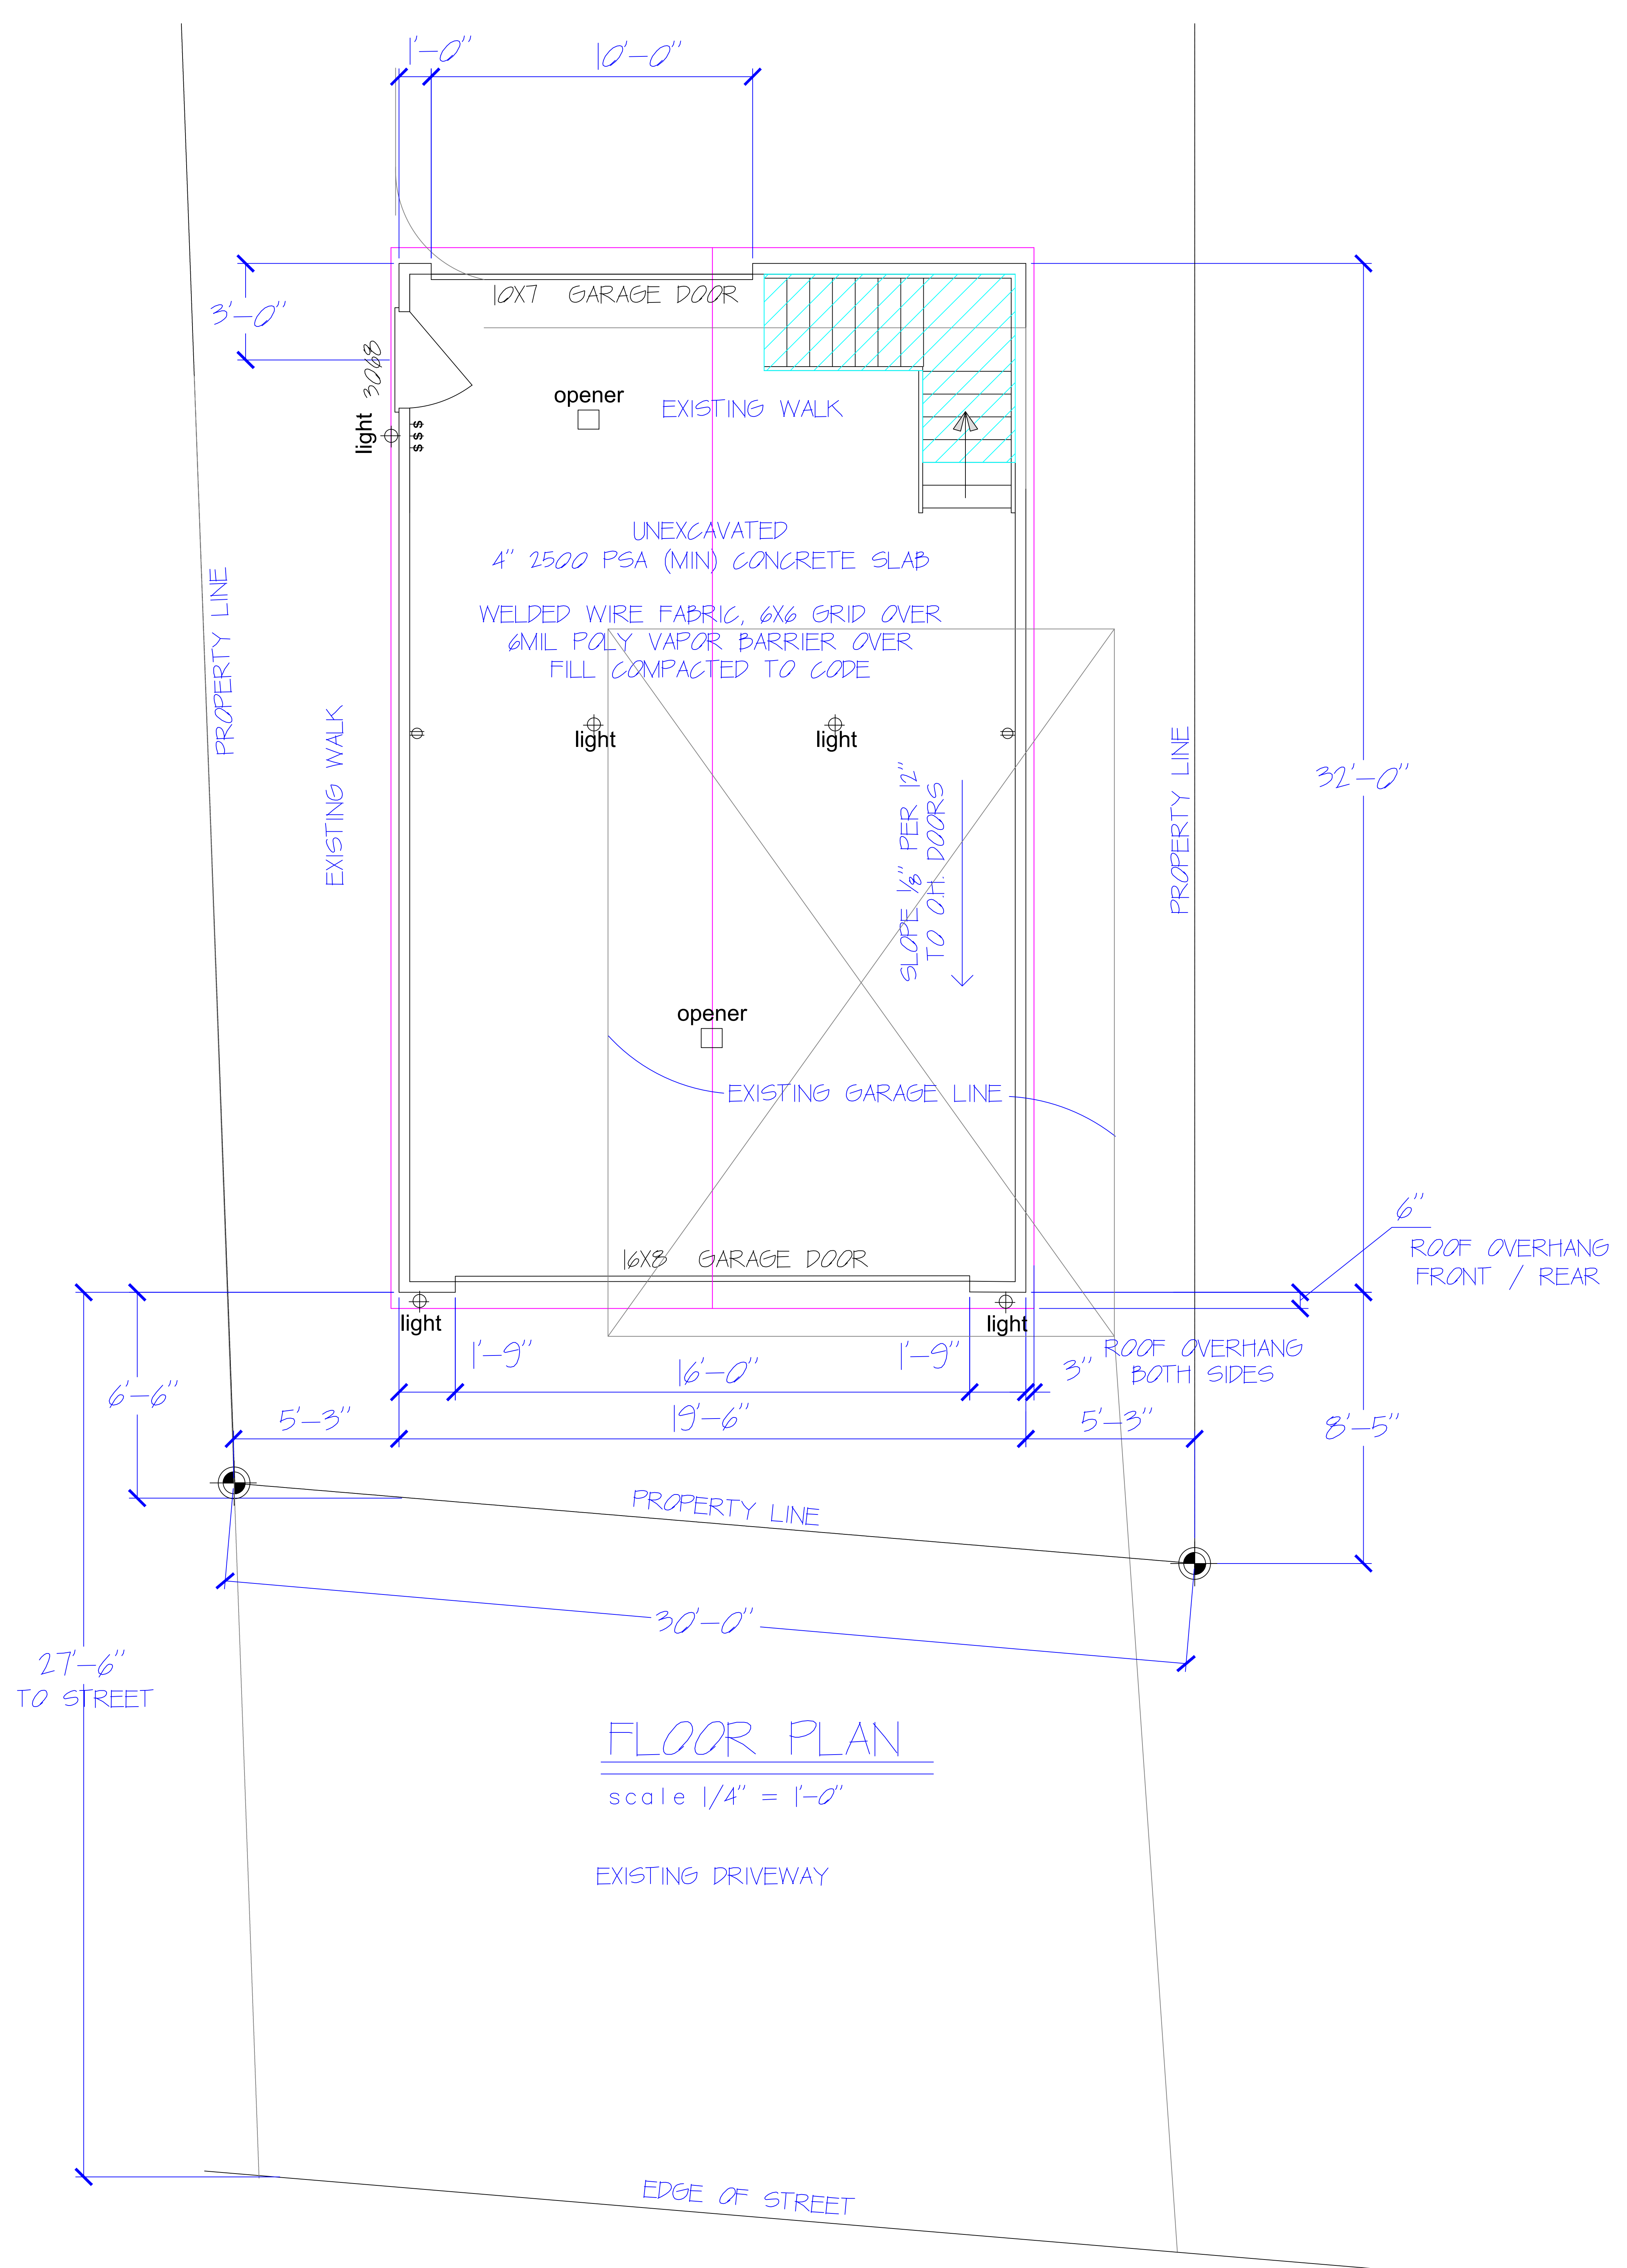 1'-0"
10'-0"
3'-0"
10X7 GARAGE DOOR
3068
light
$ $ $
opener
EXISTING WALK
UNEXCAVATED
4" 2500 PSA (MIN) CONCRETE SLAB
WELDED WIRE FABRIC, 6X6 GRID OVER
6MIL POLY VAPOR BARRIER OVER
FILL COMPACTED TO CODE
PROPERTY LINE
EXISTING WALK
light
light
SLOPE 1/8" PER 12"
TO O.H. DOORS
PROPERTY LINE
32'-0"
opener
EXISTING GARAGE LINE
16X8 GARAGE DOOR
6"
ROOF OVERHANG
FRONT / REAR
light
light
1'-9"
16'-0"
1'-9"
3"
ROOF OVERHANG
BOTH SIDES
6'-6"
5'-3"
19'-6"
5'-3"
8'-5"
PROPERTY LINE
30'-0"
27'-6"
TO STREET
FLOOR PLAN
scale 1/4" = 1'-0"
EXISTING DRIVEWAY
EDGE OF STREET